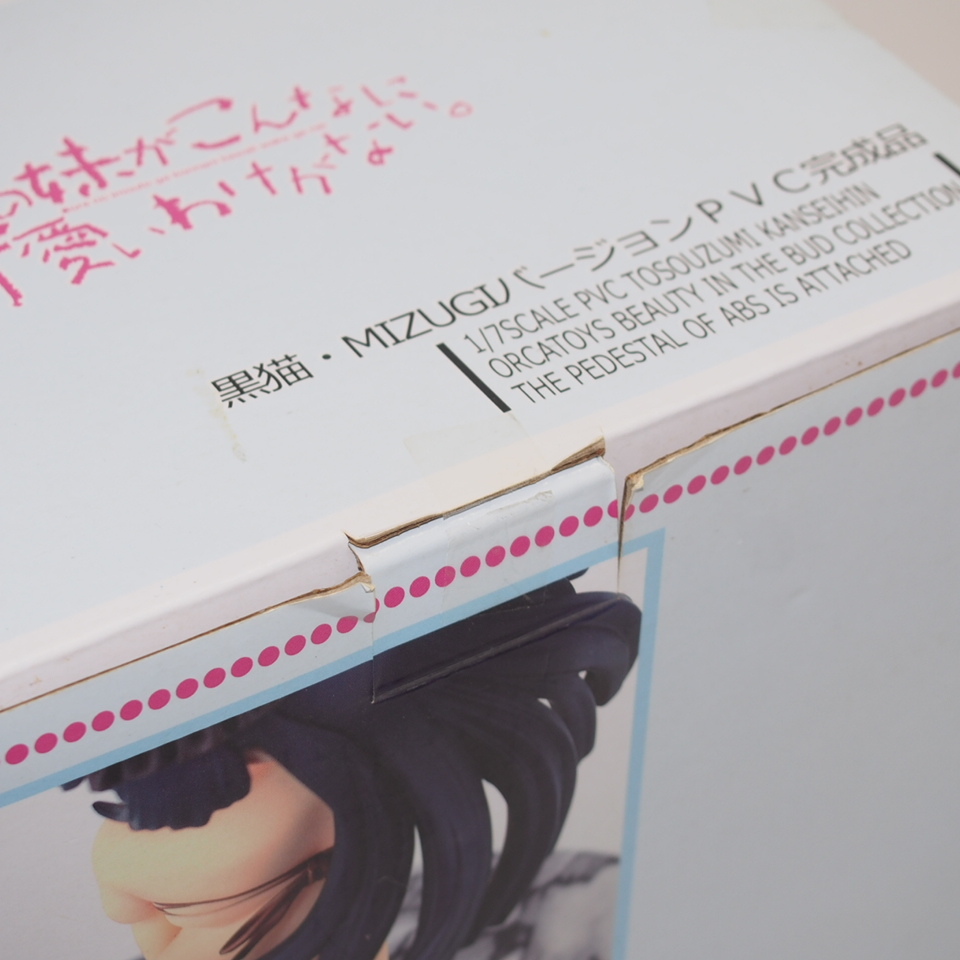 の妹がこんなに
愛いわけがない。
黒猫・MIZUGIバージョンPVC完成品
1/7SCALE PVC TOSOUZUMI KANSEIHIN
ORCATOYS BEAUTY IN THE BUD COLLECTION
THE PEDESTAL OF ABS IS ATTACHED